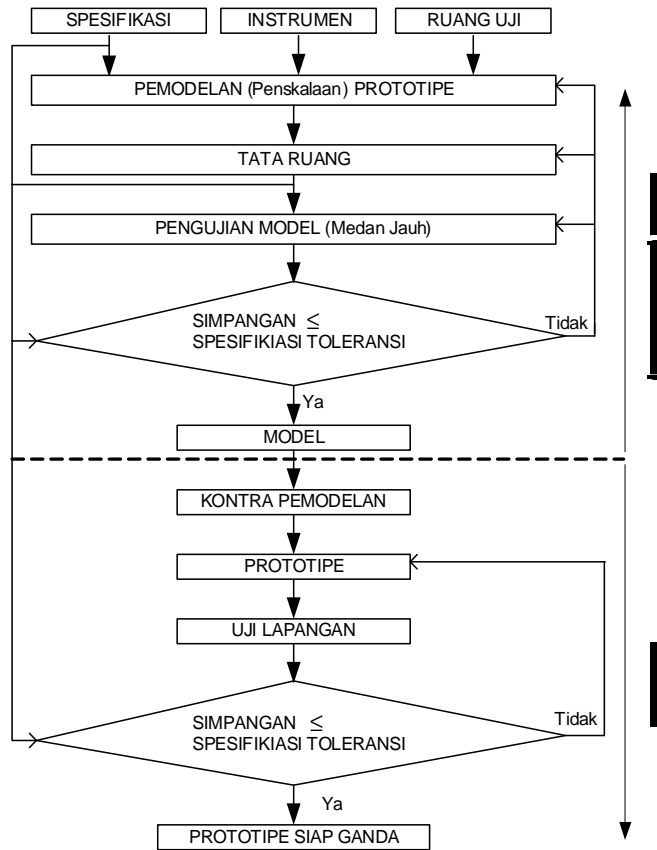 SPESIFIKASI
INSTRUMEN
RUANG UJI
PEMODELAN (Penskalaan) PROTOTIPE
TATA RUANG
PENGUJIAN MODEL (Medan Jauh)
SIMPANGAN ≤
SPESIFIKIASI TOLERANSI
Tidak
Ya
MODEL
KONTRA PEMODELAN
PROTOTIPE
UJI LAPANGAN
SIMPANGAN ≤
SPESIFIKIASI TOLERANSI
Tidak
Ya
PROTOTIPE SIAP GANDA